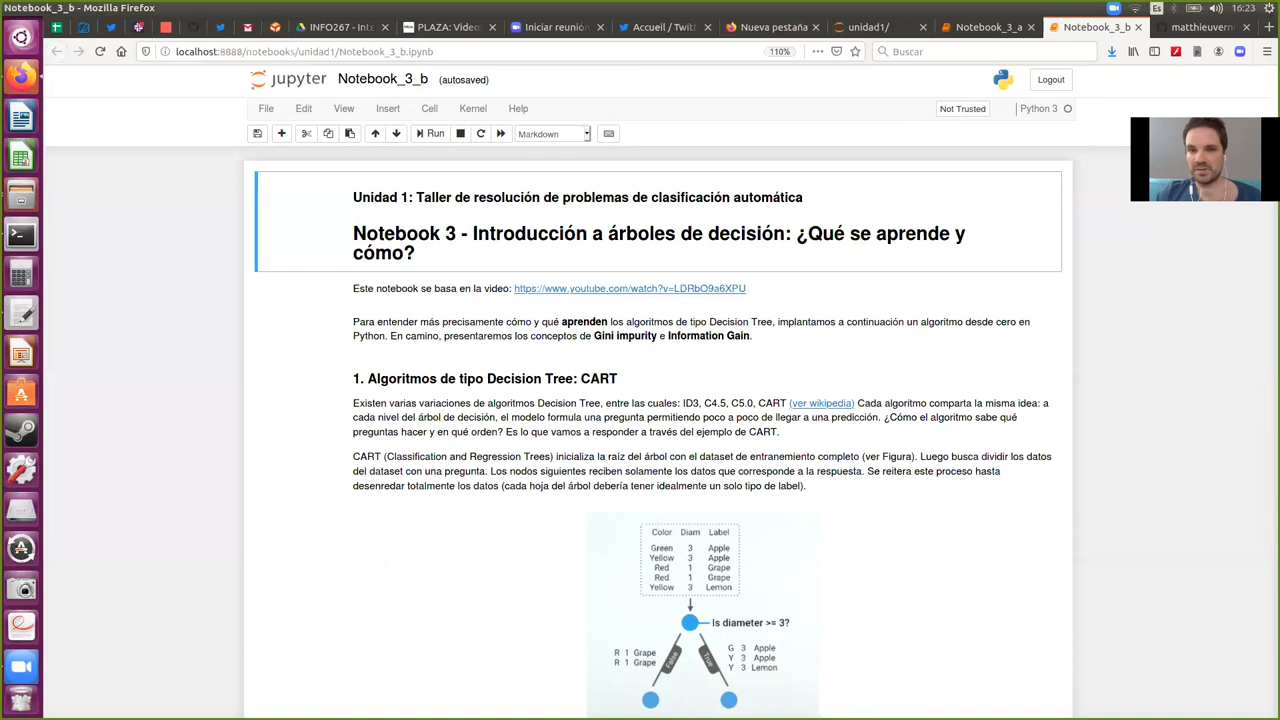 Notebook_3_b - Mozilla Firefox
Es
16:23
INFO267 - Intel
Iniciar reunión
Accueil / Twitt
Nueva pestaña
unidad1/
Notebook_3_a
Notebook_3_b
matthieuvern
localhost:8888/notebooks/unidad1/Notebook_3_b.ipynb
110%
Buscar
jupyter
Notebook_3_b
(autosaved)
Logout
File
Edit
View
Insert
Cell
Kernel
Help
Not Trusted
Python 3
Run
Markdown
Unidad 1: Taller de resolución de problemas de clasificación automática
Notebook 3 - Introducción a árboles de decisión: ¿Qué se aprende y
cómo?
Este notebook se basa en la video: https://www.youtube.com/watch?v=LDRbO9a6XPU
Para entender más precisamente cómo y qué aprenden los algoritmos de tipo Decision Tree, implantamos a continuación un algoritmo desde cero en
Python. En camino, presentaremos los conceptos de Gini impurity e Information Gain.
1. Algoritmos de tipo Decision Tree: CART
Existen varias variaciones de algoritmos Decision Tree, entre las cuales: ID3, C4.5, C5.0, CART (ver wikipedia) Cada algoritmo comparta la misma idea: a
cada nivel del árbol de decisión, el modelo formula una pregunta permitiendo poco a poco de llegar a una predicción. ¿Cómo el algoritmo sabe qué
preguntas hacer y en qué orden? Es lo que vamos a responder a través del ejemplo de CART.
CART (Classification and Regression Trees) inicializa la raíz del árbol con el dataset de entranemiento completo (ver Figura). Luego busca dividir los datos
del dataset con una pregunta. Los nodos siguientes reciben solamente los datos que corresponde a la respuesta. Se reitera este proceso hasta
desenredar totalmente los datos (cada hoja del árbol debería tener idealmente un solo tipo de label).
Color Diam Label
Green 3 Apple
Yellow 3 Apple
Red 1 Grape
Red 1 Grape
Yellow 3 Lemon
Is diameter >= 3?
R 1 Grape
R 1 Grape
False
True
G 3 Apple
Y 3 Apple
Y 3 Lemon